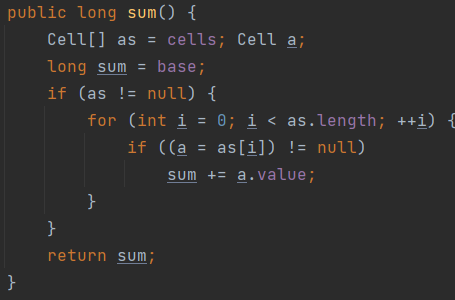 public long sum() {
    Cell[] as = cells; Cell a;
    long sum = base;
    if (as != null) {
        for (int i = 0; i < as.length; ++i) {
            if ((a = as[i]) != null)
                sum += a.value;
        }
    }
    return sum;
}